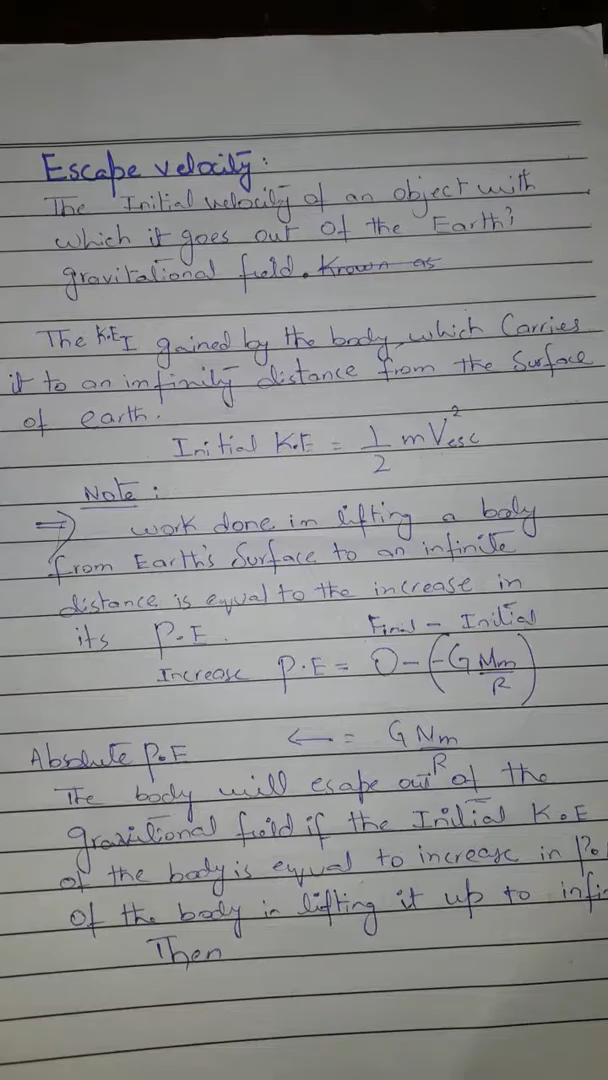 Escape velocity:
The Initial velocity of an object with
which it goes out of the Earth's
gravitational field. Known as
The K.E I gained by the body, which Carries
it to an infinity distance from the Surface
of earth.
Initial K.E = 1/2 mVesc²
Note:
⇒ work done in lifting a body
from Earth's Surface to an infinite
distance is equal to the increase in
its P.E. Final - Initial
Increase P.E = 0 - (-G Mm/R)
Absolute P.E ← = G Mm/R
The body will esape out of the
gravitional field if the Initial K.E
of the body is equal to increase in P.
of the body in lifting it up to infi
Then